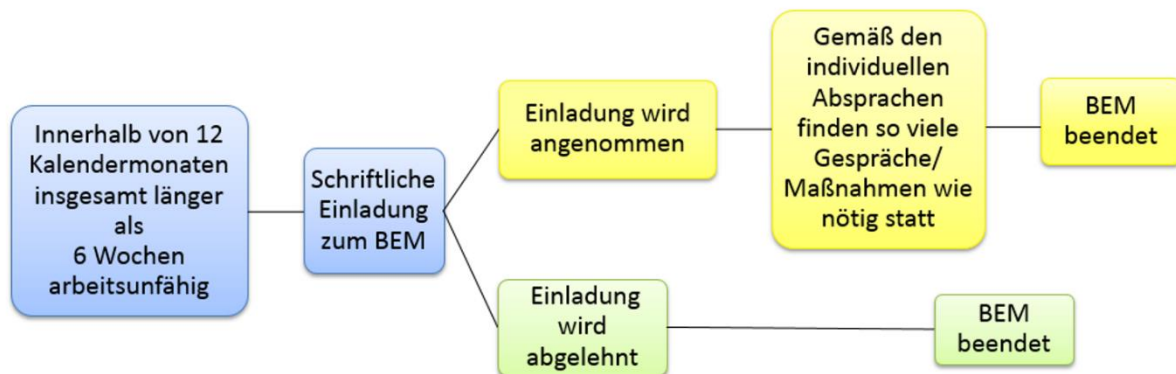 Innerhalb von 12
Kalendermonaten
insgesamt länger
als
6 Wochen
arbeitsunfähig
Schriftliche
Einladung
zum BEM
Einladung wird
angenommen
Gemäß den
individuellen
Absprachen
finden so viele
Gespräche/
Maßnahmen wie
nötig statt
BEM
beendet
Einladung
wird
abgelehnt
BEM
beendet